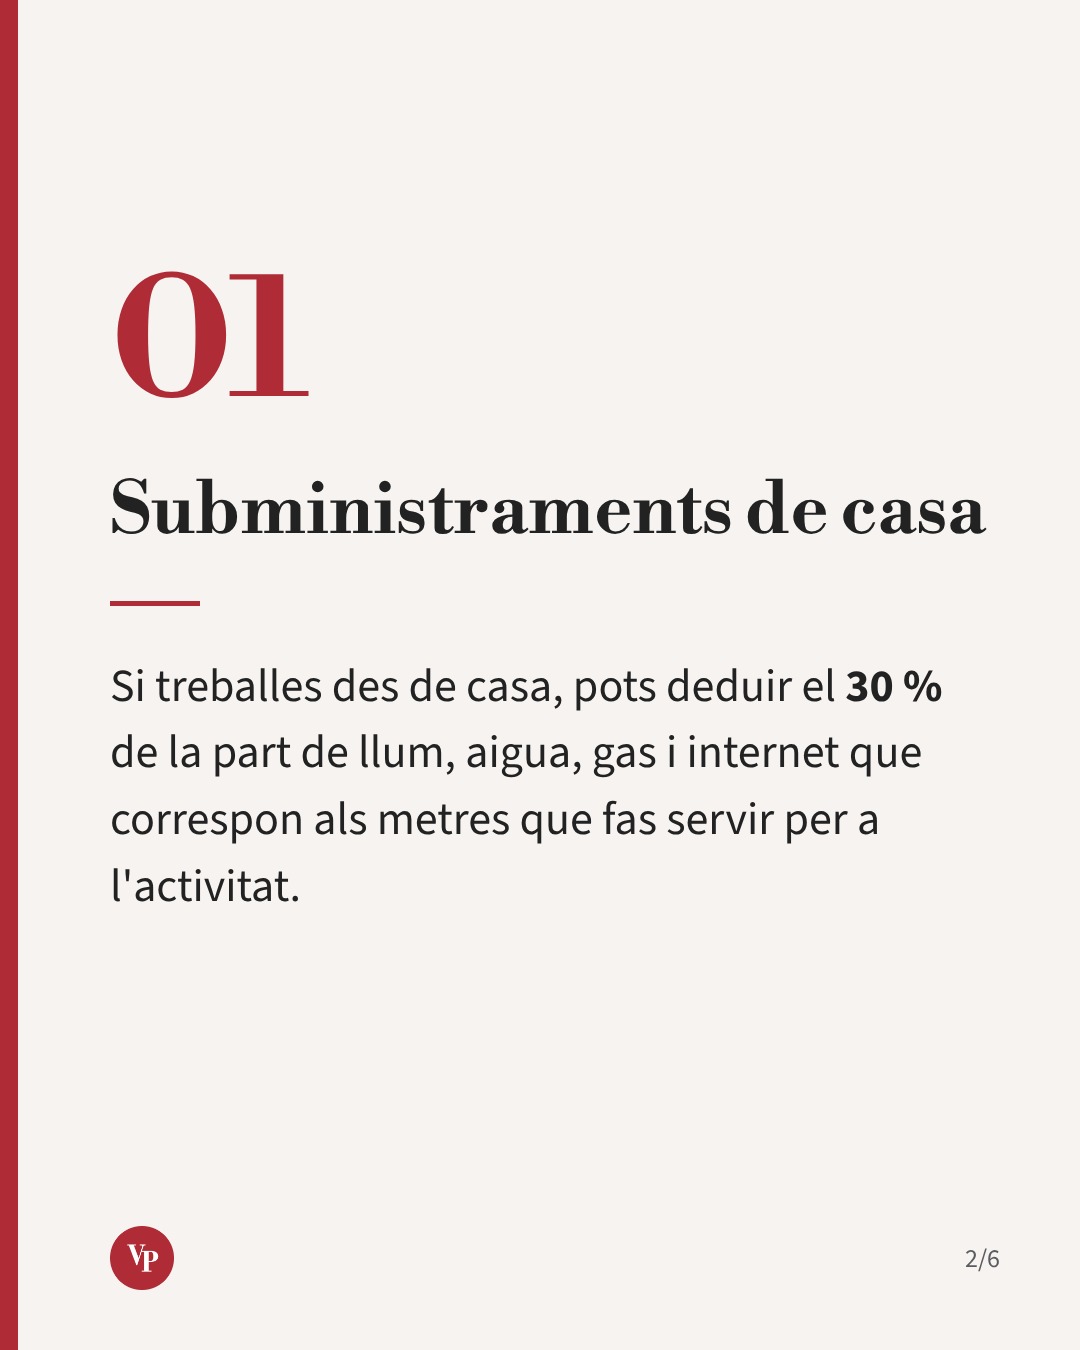 01
Subministraments de casa
Si treballes des de casa, pots deduir el 30 %
de la part de llum, aigua, gas i internet que
correspon als metres que fas servir per a
l'activitat.
VP
2/6